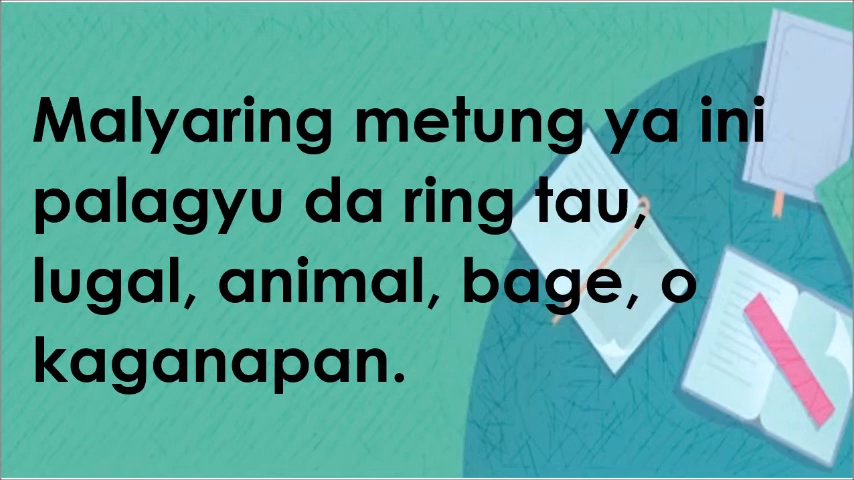 Malyaring metung ya ini
palagyu da ring tau,
lugal, animal, bage, o
kaganapan.